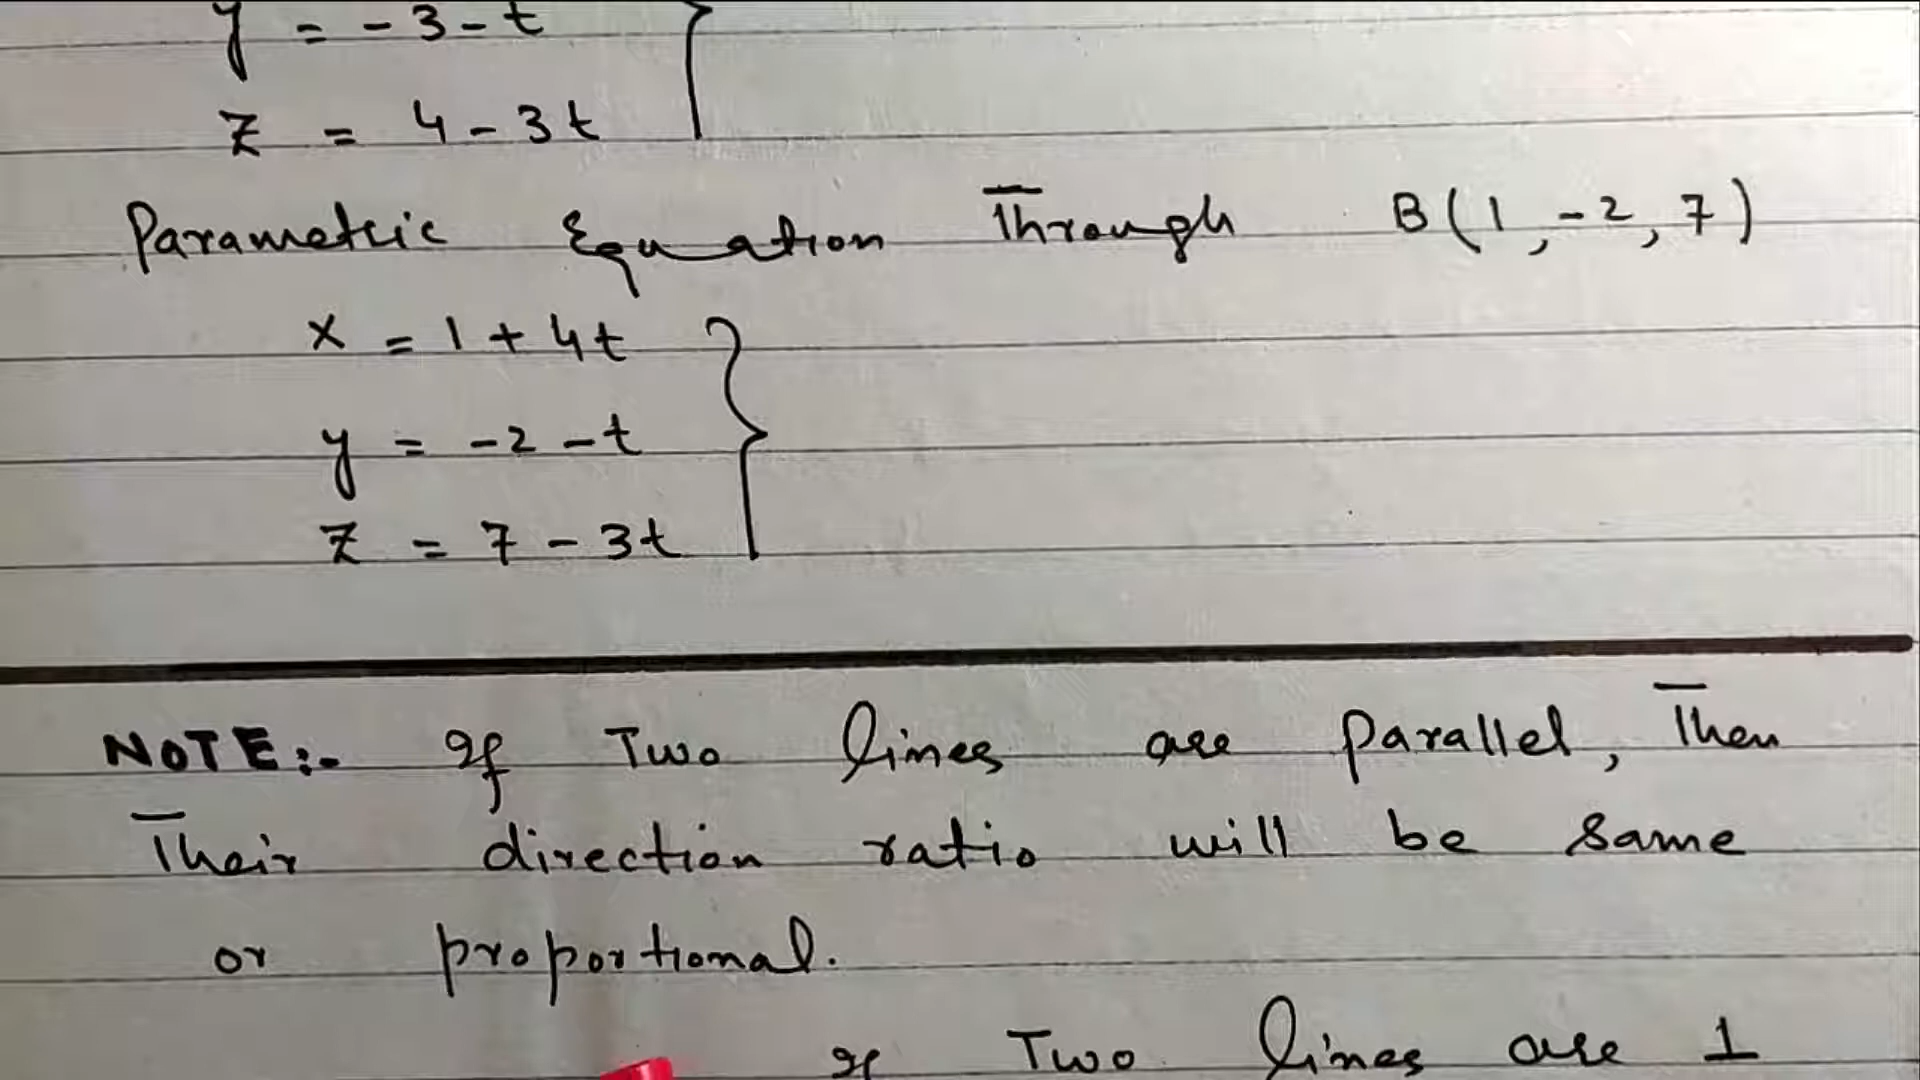 y = -3-t
z = 4-3t
Parametric Equation Through B(1,-2,7)
x = 1+4t
y = -2-t
z = 7-3t
NOTE:- If Two lines are parallel, Then
Their direction ratio will be same
or proportional.
If Two lines are ⊥